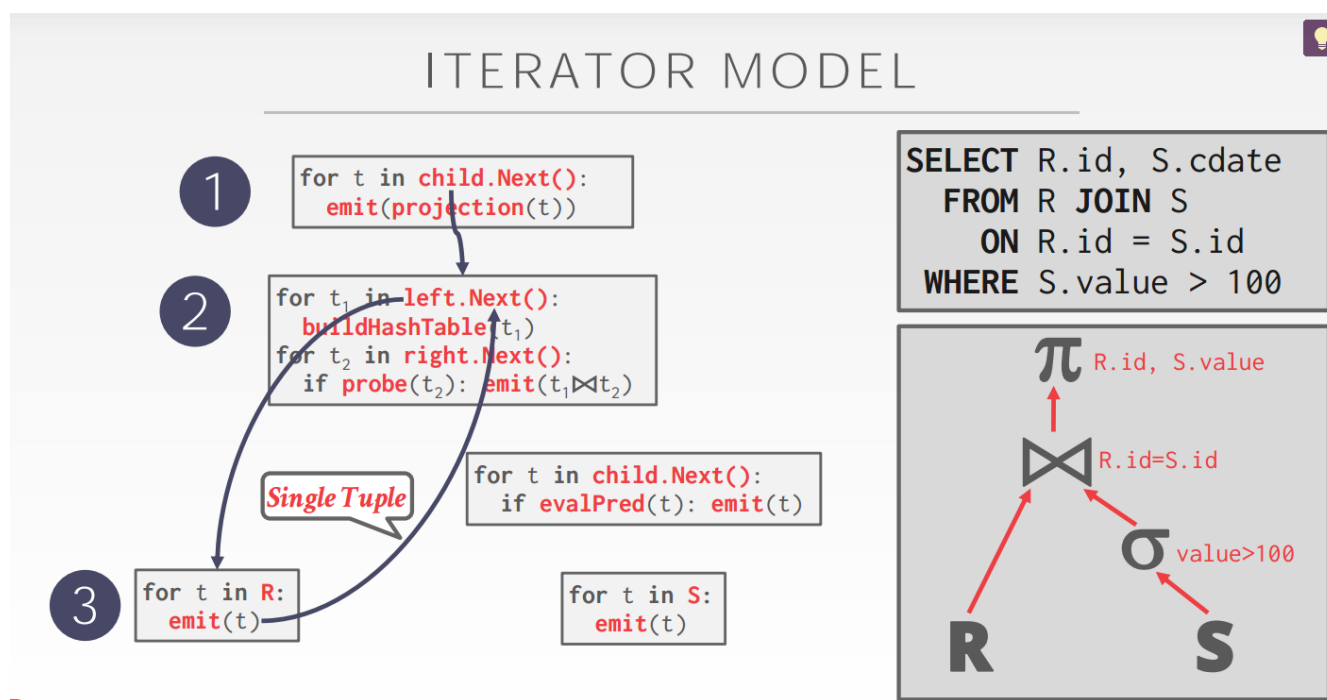 ITERATOR MODEL
1
for t in child.Next():
emit(projection(t))
2
for t₁ in left.Next():
buildHashTable(t₁)
for t₂ in right.Next():
if probe(t₂): emit(t₁⋈t₂)
for t in child.Next():
if evalPred(t): emit(t)
Single Tuple
3
for t in R:
emit(t)
for t in S:
emit(t)
SELECT R.id, S.cdate
FROM R JOIN S
ON R.id = S.id
WHERE S.value > 100
π R.id, S.value
⋈ R.id=S.id
σ value>100
R S